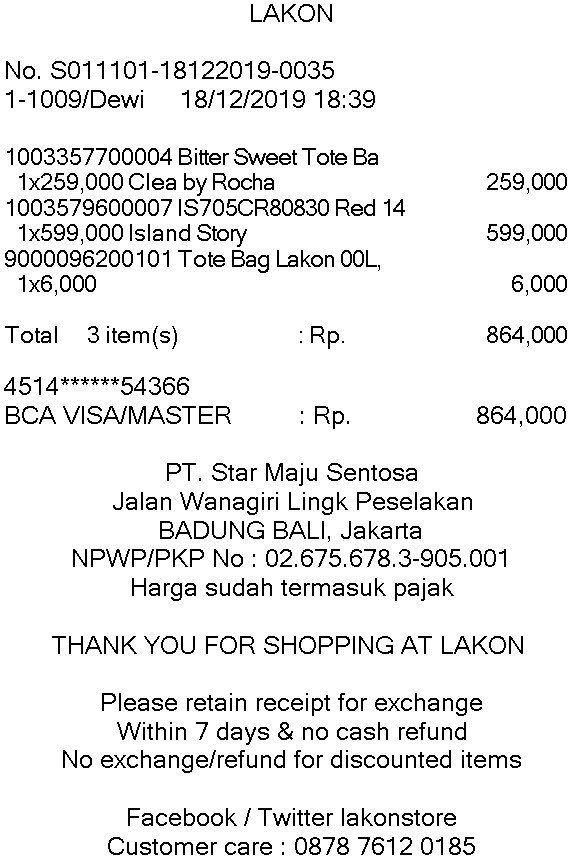 LAKON
No. S011101-18122019-0035
1-1009/Dewi 18/12/2019 18:39
1003357700004 Bitter Sweet Tote Ba
1x259,000 Clea by Rocha 259,000
1003579600007 IS705CR80830 Red 14
1x599,000 Island Story 599,000
9000096200101 Tote Bag Lakon 00L,
1x6,000 6,000
Total 3 item(s) : Rp. 864,000
4514******54366
BCA VISA/MASTER : Rp. 864,000
PT. Star Maju Sentosa
Jalan Wanagiri Lingk Peselakan
BADUNG BALI, Jakarta
NPWP/PKP No : 02.675.678.3-905.001
Harga sudah termasuk pajak
THANK YOU FOR SHOPPING AT LAKON
Please retain receipt for exchange
Within 7 days & no cash refund
No exchange/refund for discounted items
Facebook / Twitter lakonstore
Customer care : 0878 7612 0185